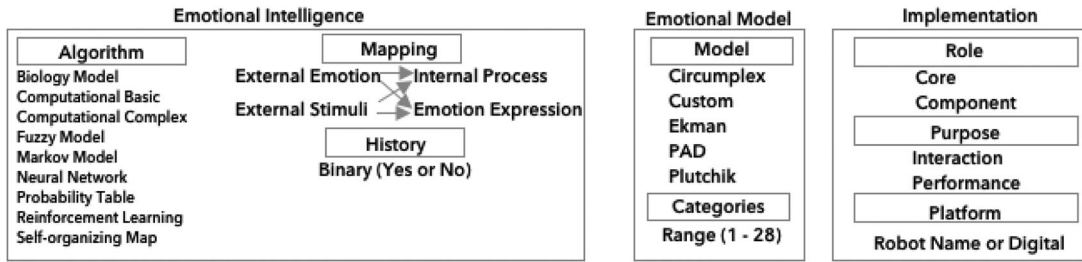 Emotional Intelligence
Algorithm
Biology Model
Computational Basic
Computational Complex
Fuzzy Model
Markov Model
Neural Network
Probability Table
Reinforcement Learning
Self-organizing Map
Mapping
External Emotion Internal Process
External Stimuli Emotion Expression
History
Binary (Yes or No)
Emotional Model
Model
Circumplex
Custom
Ekman
PAD
Plutchik
Categories
Range (1 - 28)
Implementation
Role
Core
Component
Purpose
Interaction
Performance
Platform
Robot Name or Digital